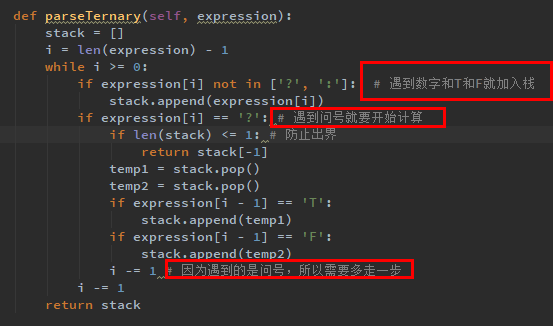 def parseTernary(self, expression):
    stack = []
    i = len(expression) - 1
    while i >= 0:
        if expression[i] not in ['?', ':']:  # 遇到数字和T和F就加入栈
            stack.append(expression[i])
        if expression[i] == '?': # 遇到问号就要开始计算
            if len(stack) <= 1: # 防止出界
                return stack[-1]
            temp1 = stack.pop()
            temp2 = stack.pop()
            if expression[i - 1] == 'T':
                stack.append(temp1)
            if expression[i - 1] == 'F':
                stack.append(temp2)
            i -= 1 # 因为遇到的是问号，所以需要多走一步
        i -= 1
    return stack